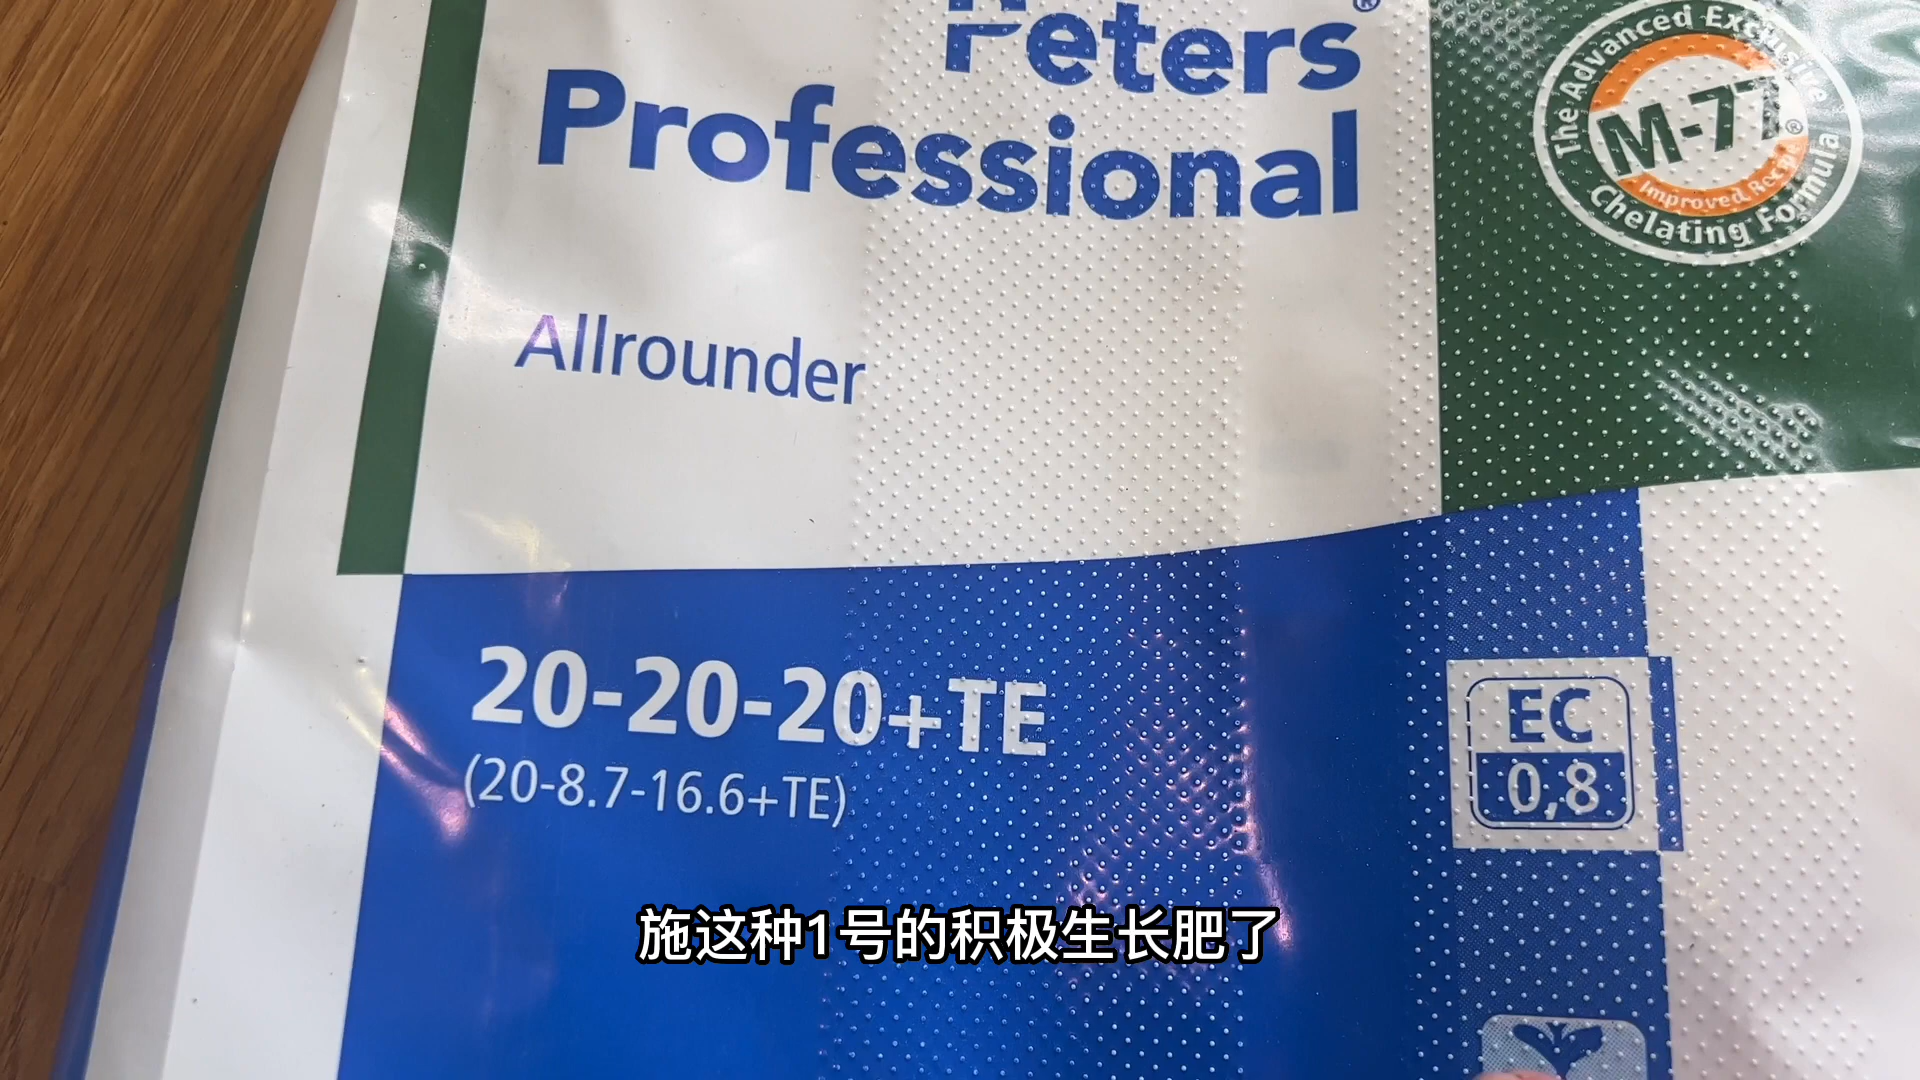 Peters®
Professional
The Advanced Exclusive
M-77®
Improved Recipe
Chelating Formula
Allrounder
20-20-20+TE
(20-8.7-16.6+TE)
EC
0,8
施这种1号的积极生长肥了